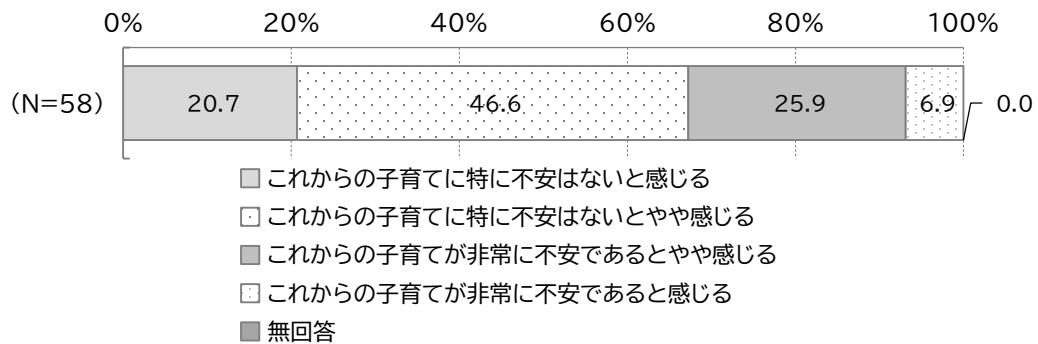 0% 20% 40% 60% 80% 100%
(N=58) 20.7 46.6 25.9 6.9 0.0
これからの子育てに特に不安はないと感じる
これからの子育てに特に不安はないとやや感じる
これからの子育てが非常に不安であるとやや感じる
これからの子育てが非常に不安であると感じる
無回答